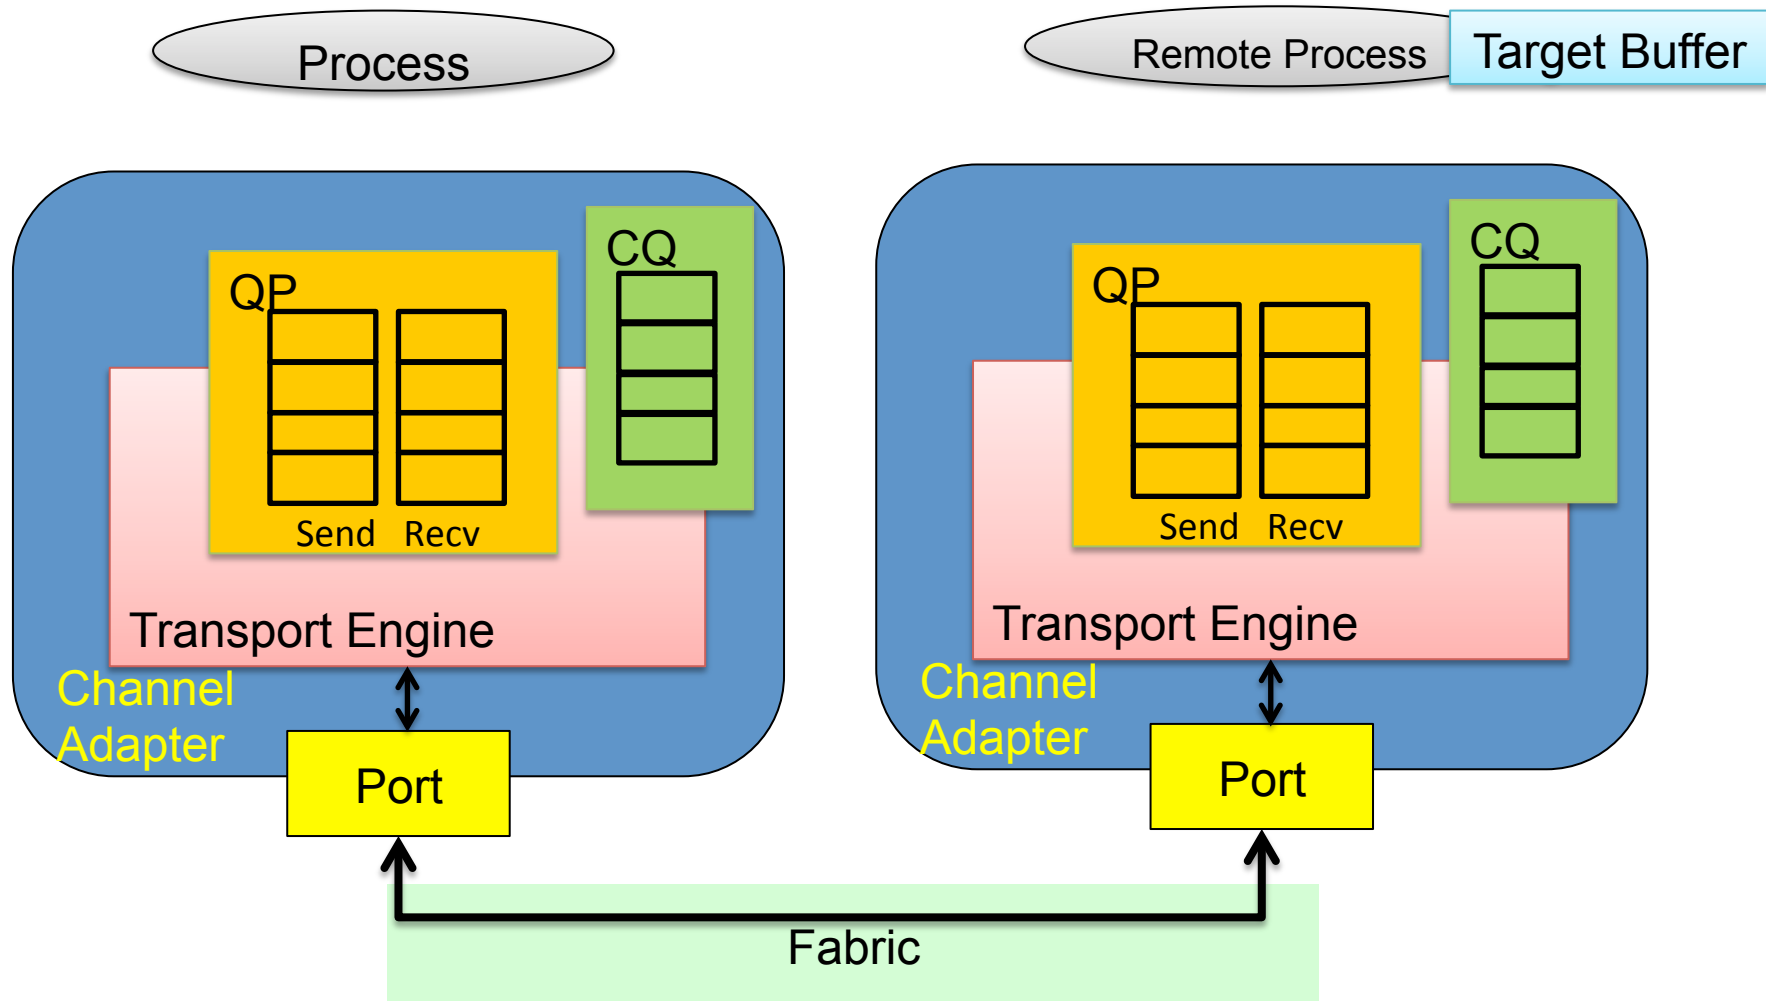 Process
Remote Process
Target Buffer
CQ
QP
Send Recv
Transport Engine
Channel
Adapter
Port
CQ
QP
Send Recv
Transport Engine
Channel
Adapter
Port
Fabric